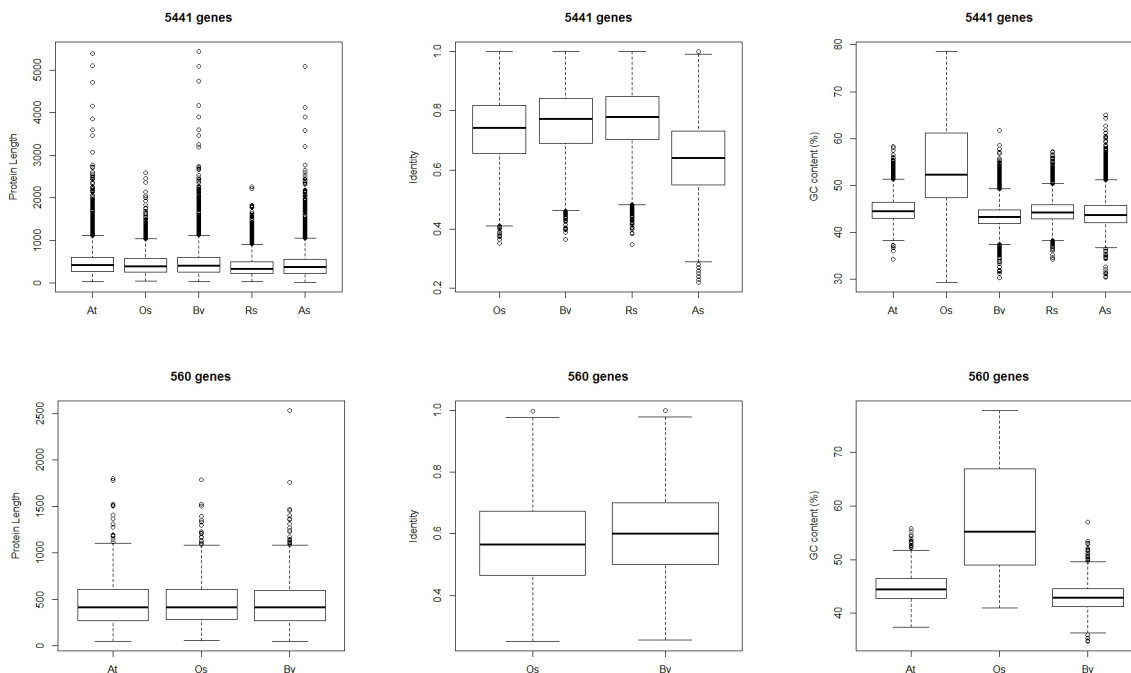 5441 genes
Protein Length
5000
4000
3000
2000
1000
0
At Os Bv Rs As
5441 genes
Identity
1.0
0.8
0.6
0.4
0.2
Os Bv Rs As
5441 genes
GC content (%)
80
70
60
50
40
30
At Os Bv Rs As
560 genes
Protein Length
2500
2000
1500
1000
500
0
At Os Bv
560 genes
Identity
1.0
0.8
0.6
0.4
Os Bv
560 genes
GC content (%)
70
60
50
40
At Os Bv